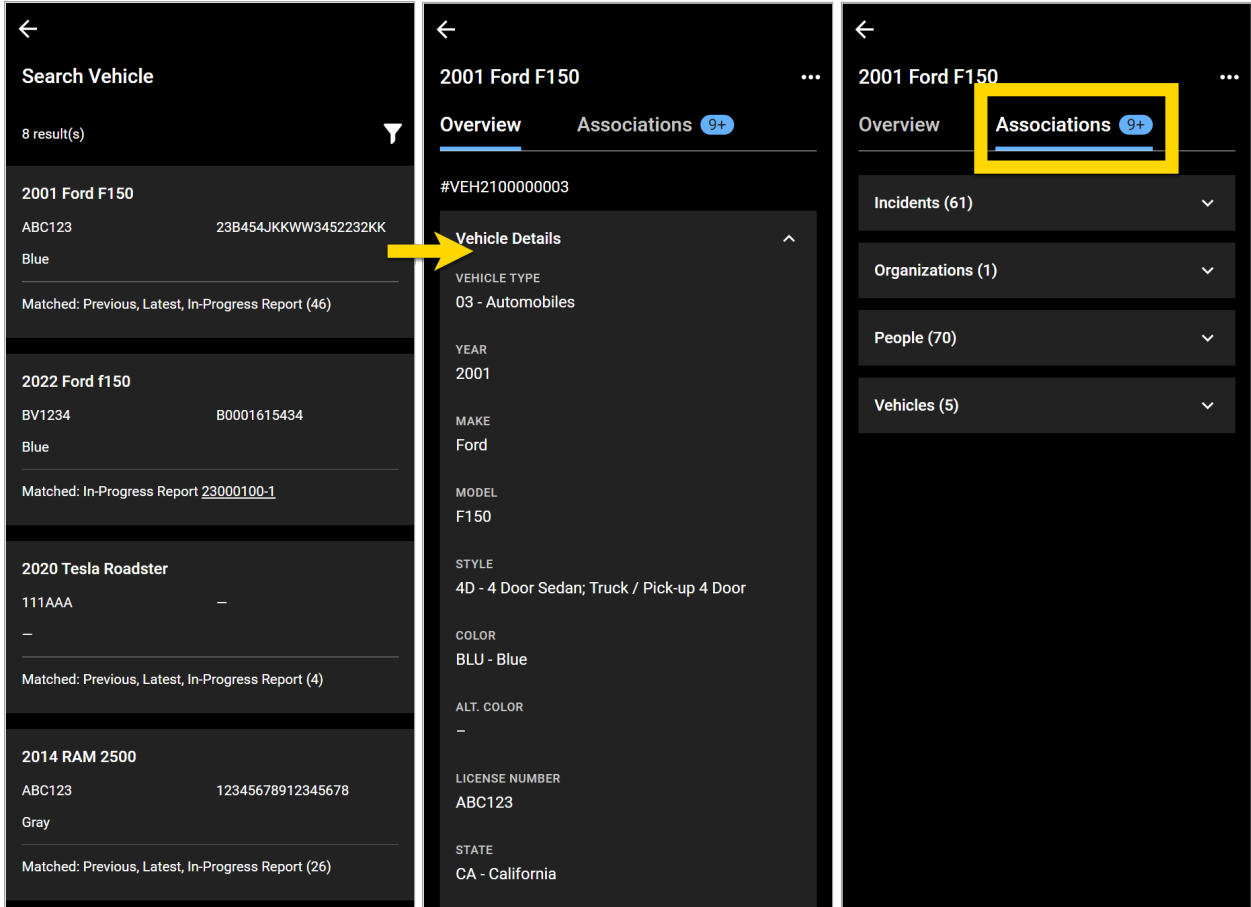 Search Vehicle
8 result(s)
2001 Ford F150
ABC123 23B454JKKWW3452232KK
Blue
Matched: Previous, Latest, In-Progress Report (46)
2022 Ford f150
BV1234 B0001615434
Blue
Matched: In-Progress Report 23000100-1
2020 Tesla Roadster
111AAA –
–
Matched: Previous, Latest, In-Progress Report (4)
2014 RAM 2500
ABC123 12345678912345678
Gray
Matched: Previous, Latest, In-Progress Report (26)
2001 Ford F150
Overview Associations 9+
#VEH2100000003
Vehicle Details
VEHICLE TYPE
03 - Automobiles
YEAR
2001
MAKE
Ford
MODEL
F150
STYLE
4D - 4 Door Sedan; Truck / Pick-up 4 Door
COLOR
BLU - Blue
ALT. COLOR
–
LICENSE NUMBER
ABC123
STATE
CA - California
2001 Ford F150
Overview Associations 9+
Incidents (61)
Organizations (1)
People (70)
Vehicles (5)